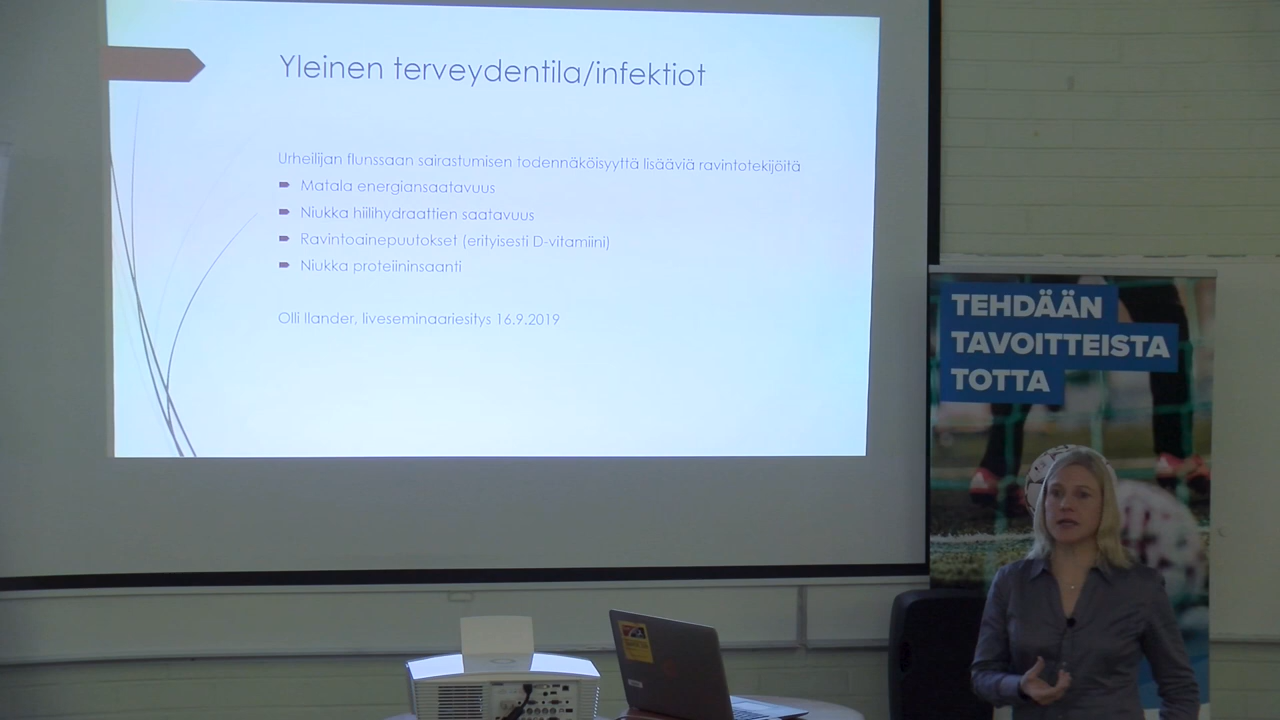 Yleinen terveydentila/infektiot
Urheilijan flunssaan sairastumisen todennäköisyyttä lisääviä ravintotekijöitä
Matala energiansaatavuus
Niukka hiilihydraattien saatavuus
Ravintoainepuutokset (erityisesti D-vitamiini)
Niukka proteiininsaanti
Olli Ilander, liveseminaariesitys 16.9.2019
TEHDÄÄN
TAVOITTEISTA
TOTTA